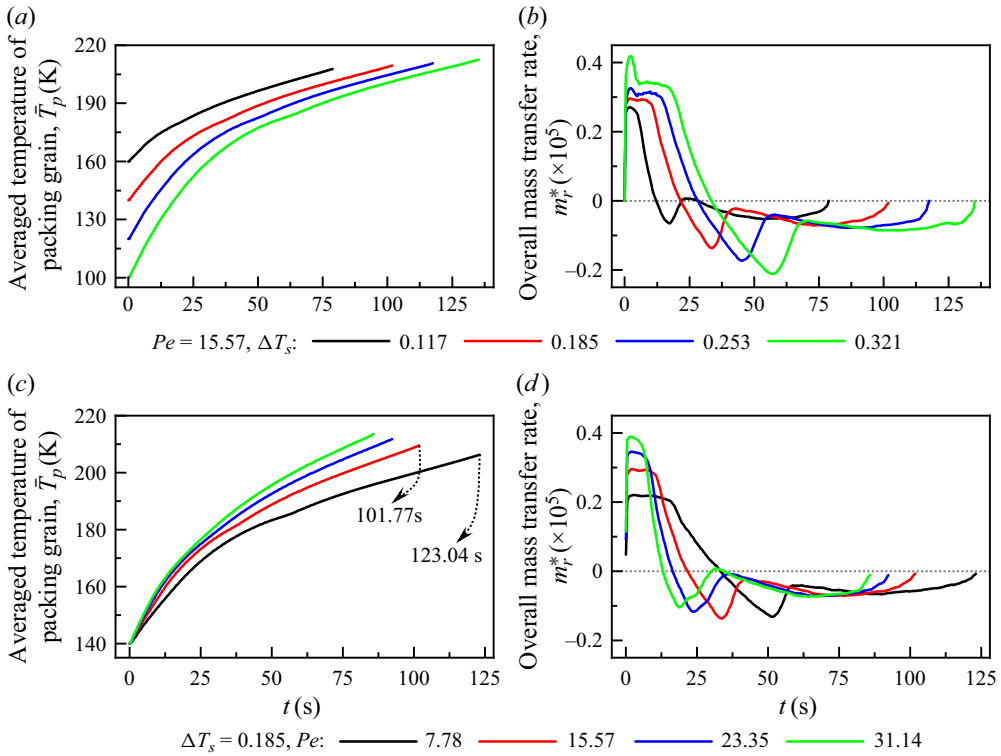 (a)
Averaged temperature of
packing grain, T̄p (K)
220
190
160
130
100
0 25 50 75 100 125
(b)
Overall mass transfer rate,
m*r (×10⁵)
0.4
0.2
0
−0.2
0 25 50 75 100 125
Pe = 15.57, ΔTs: 0.117 0.185 0.253 0.321
(c)
Averaged temperature of
packing grain, T̄p (K)
220
200
180
160
140
101.77s
123.04 s
0 25 50 75 100 125
t (s)
(d)
Overall mass transfer rate,
m*r (×10⁵)
0.4
0.2
0
−0.2
0 25 50 75 100 125
t (s)
ΔTs = 0.185, Pe: 7.78 15.57 23.35 31.14